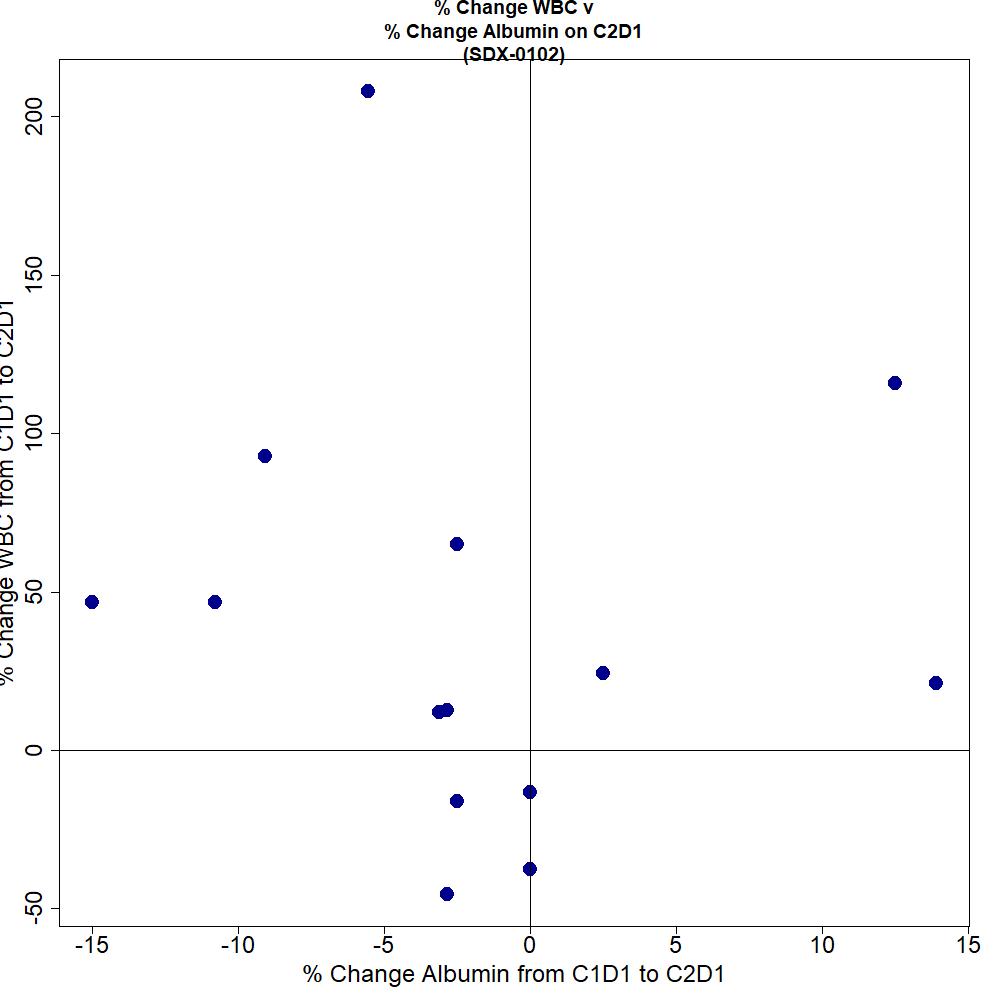 % Change WBC v
% Change Albumin on C2D1
(SDX-0102)
% Change WBC from C1D1 to C2D1
200
150
100
50
0
-50
-15
-10
-5
0
5
10
15
% Change Albumin from C1D1 to C2D1